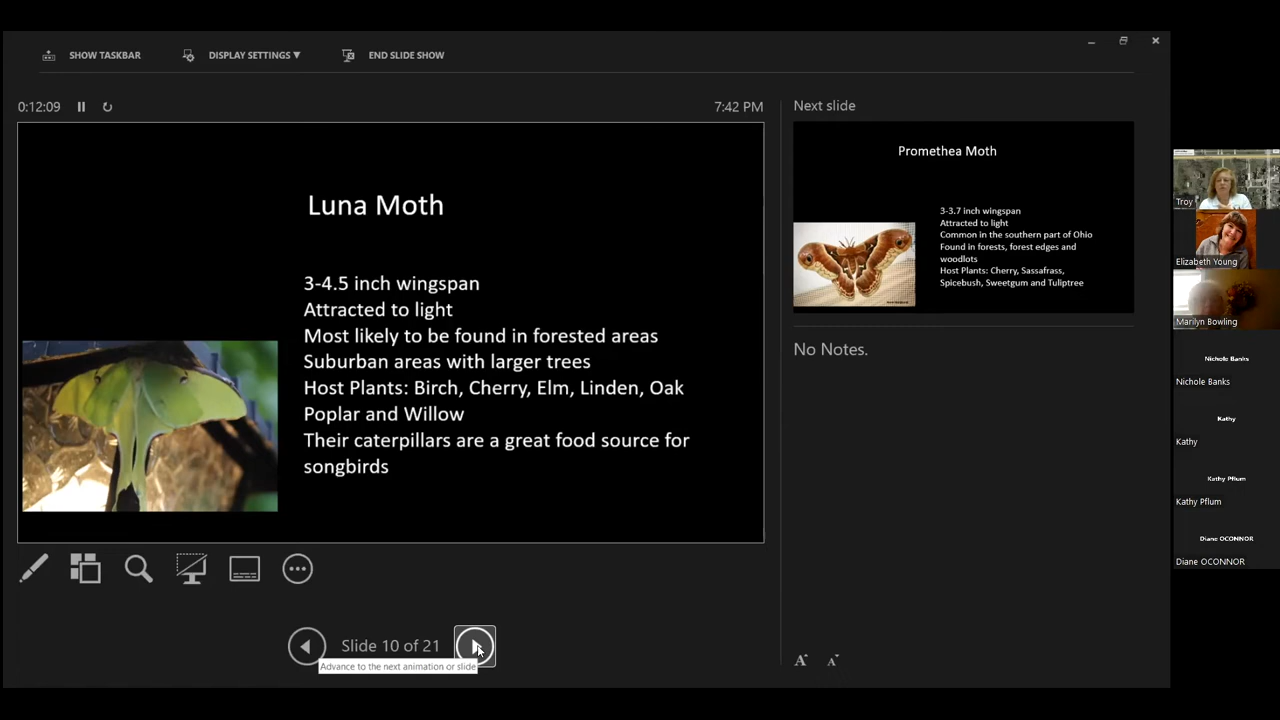 SHOW TASKBAR
DISPLAY SETTINGS ▼
END SLIDE SHOW
0:12:09
7:42 PM
Luna Moth
3-4.5 inch wingspan
Attracted to light
Most likely to be found in forested areas
Suburban areas with larger trees
Host Plants: Birch, Cherry, Elm, Linden, Oak
Poplar and Willow
Their caterpillars are a great food source for
songbirds
Slide 10 of 21
Advance to the next animation or slide
Next slide
Promethea Moth
3-3.7 inch wingspan
Attracted to light
Common in the southern part of Ohio
Found in forests, forest edges and
woodlots
Host Plants: Cherry, Sassafras,
Spicebush, Sweetgum and Tuliptree
No Notes.
A A
Troy
Elizabeth Young
Marilyn Bowling
Nichole Banks
Nichole Banks
Kathy
Kathy
Kathy Pflum
Kathy Pflum
Diane OCONNOR
Diane OCONNOR